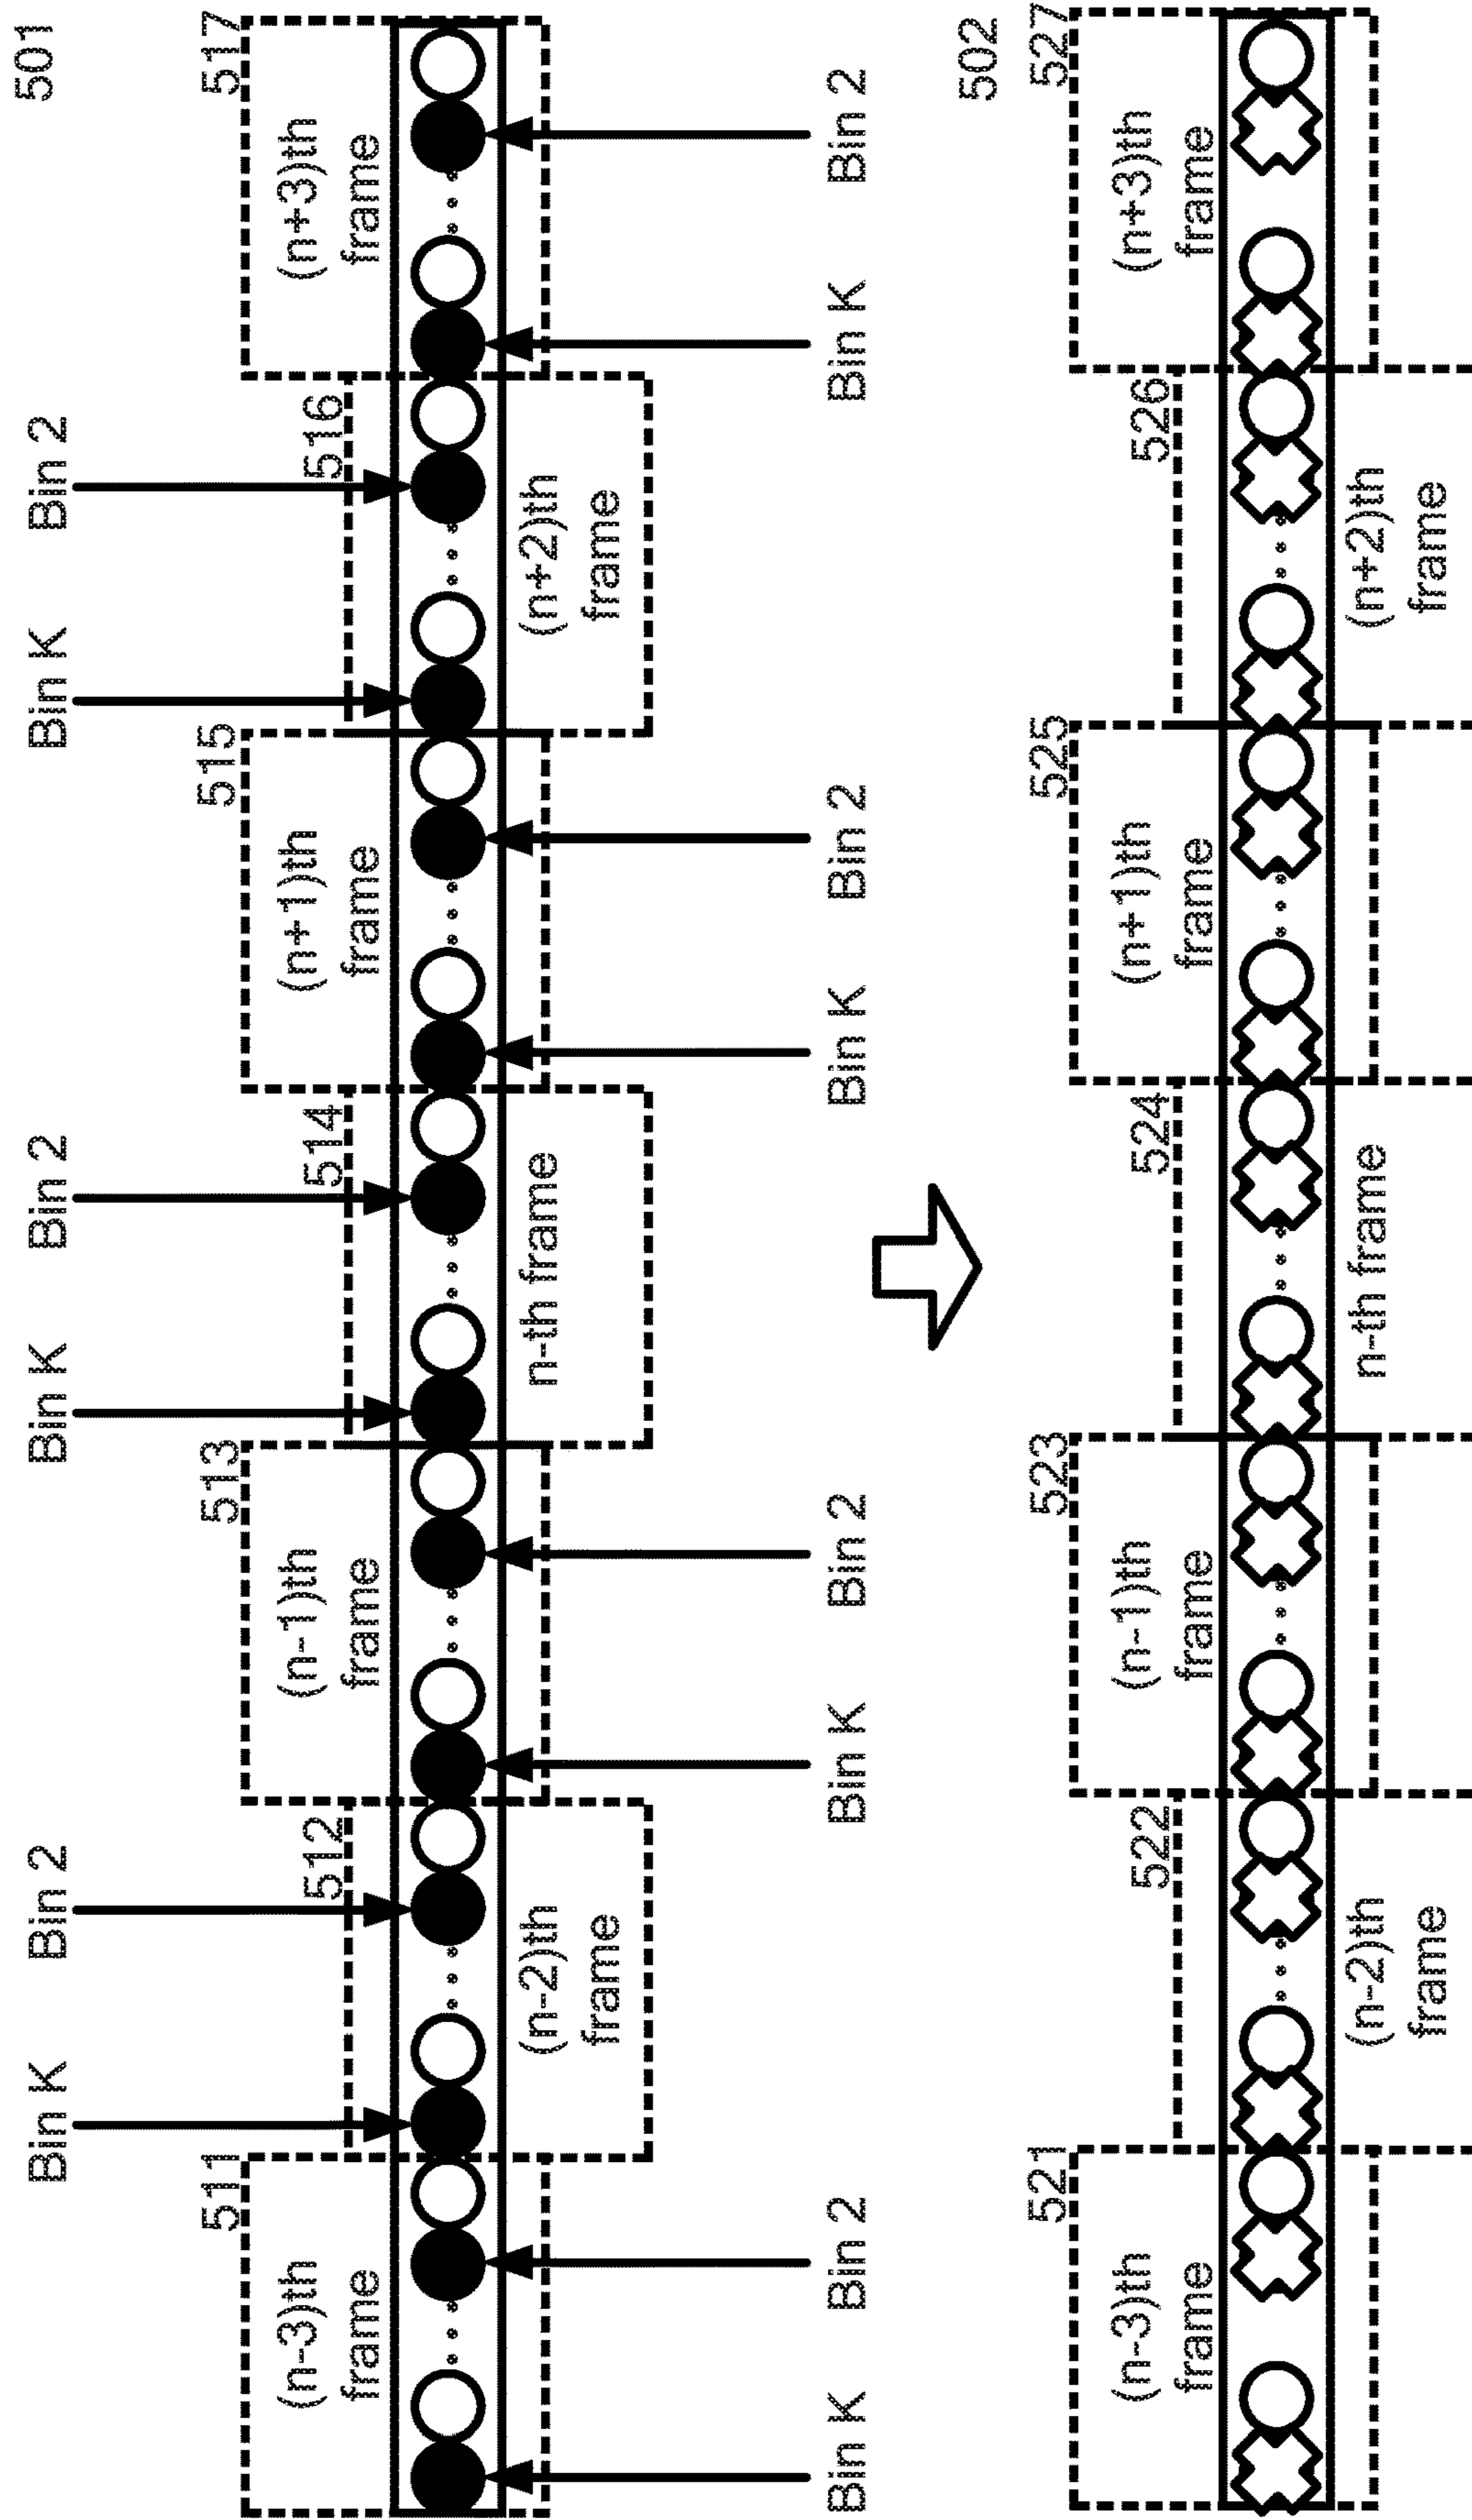 501
Bin K
Bin 2
Bin K
Bin 2
Bin K
Bin 2
511
513
515
517
(n-3)th
frame
(n-1)th
frame
(n+1)th
frame
(n+3)th
frame
512
514
516
(n-2)th
frame
n-th frame
(n+2)th
frame
Bin K
Bin 2
Bin K
Bin 2
Bin K
Bin 2
Bin K
Bin 2
502
521
523
525
527
(n-3)th
frame
(n-1)th
frame
(n+1)th
frame
(n+3)th
frame
522
524
526
(n-2)th
frame
n-th frame
(n+2)th
frame